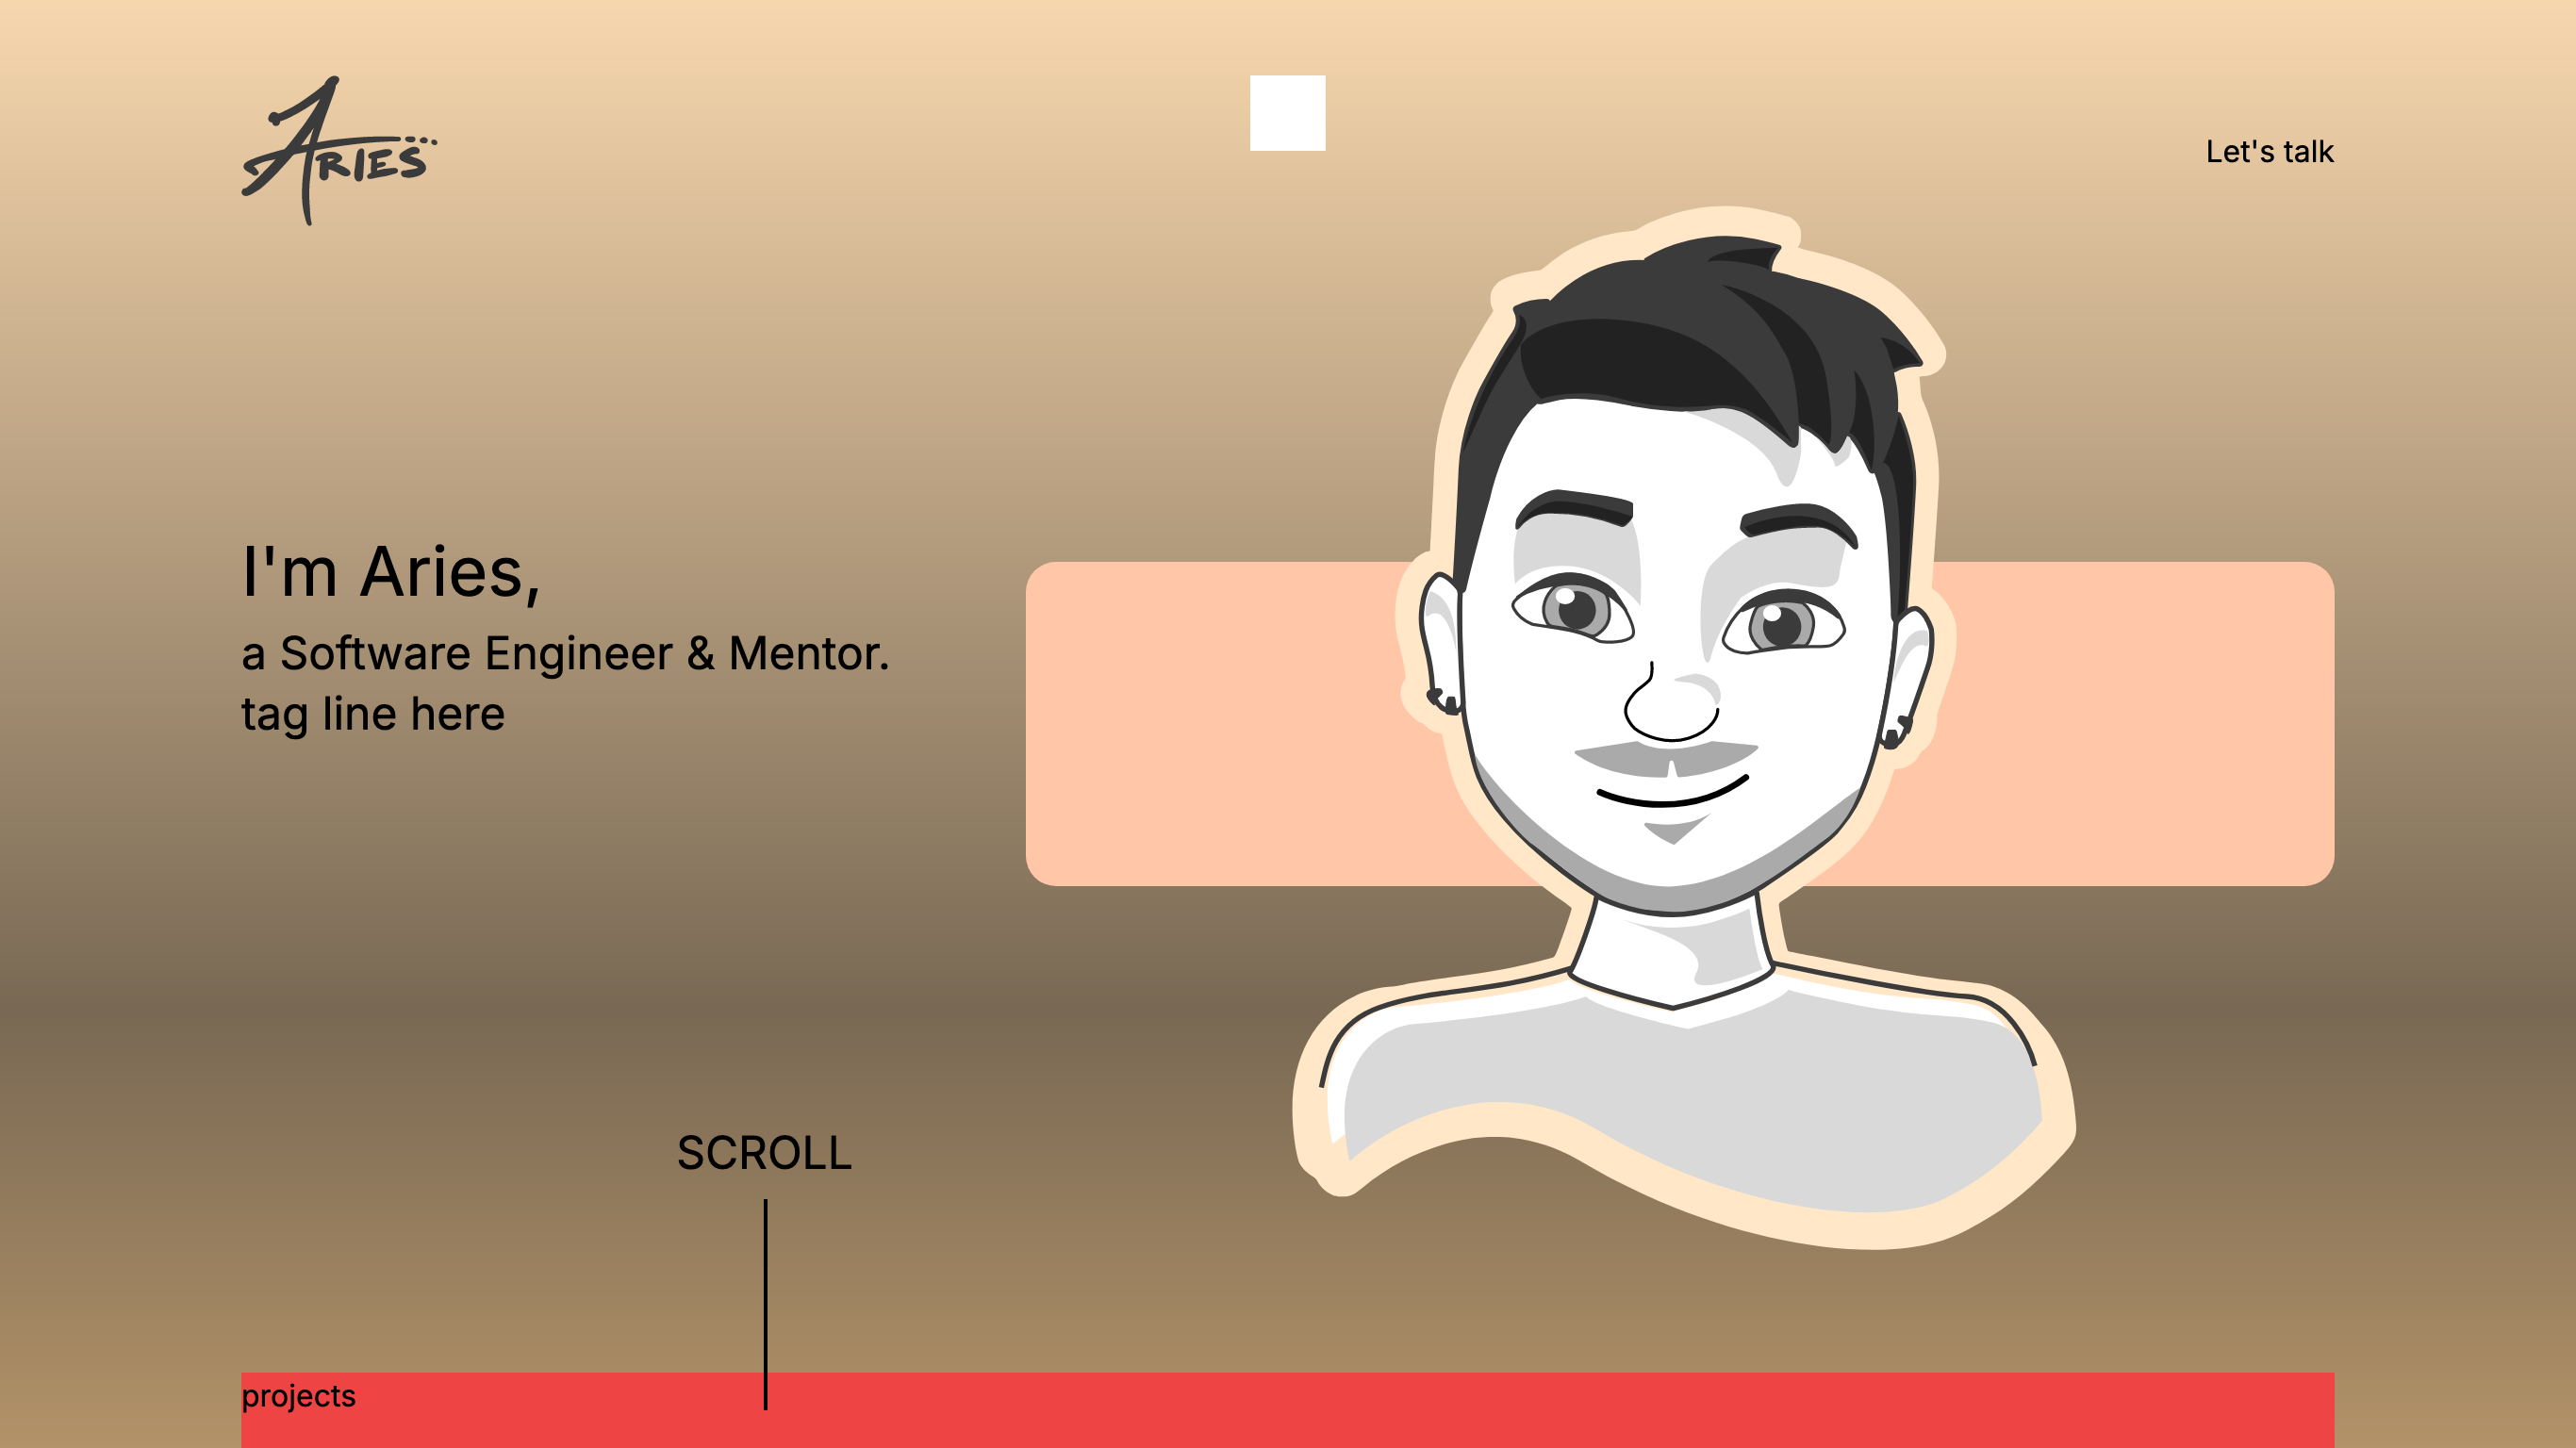 ARIES
Let's talk
I'm Aries,
a Software Engineer & Mentor.
tag line here
SCROLL
projects